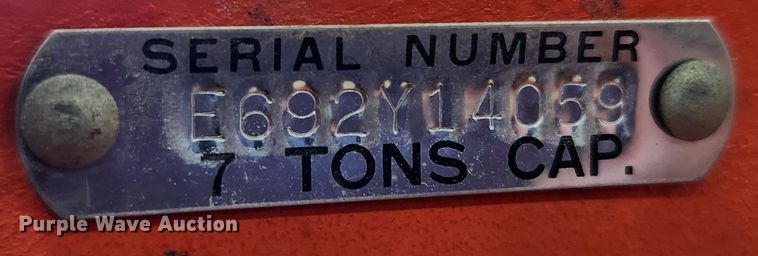 SERIAL NUMBER
E692Y14059
7 TONS CAP.
Purple Wave Auction